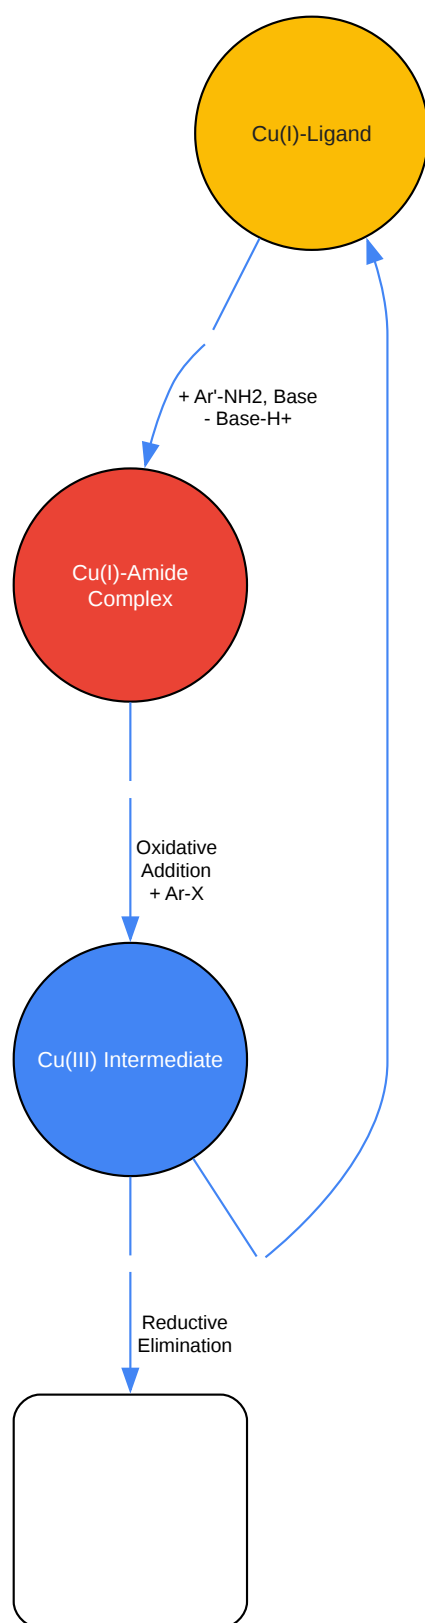 Cu(I)-Ligand
+ Ar'-NH2, Base
- Base-H+
Cu(I)-Amide
Complex
Oxidative
Addition
+ Ar-X
Cu(III) Intermediate
Reductive
Elimination